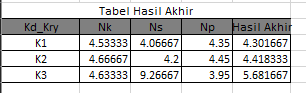 Tabel Hasil Akhir
Kd_Kry Nk Ns Np Hasil Akhir
K1 4.53333 4.06667 4.35 4.301667
K2 4.66667 4.2 4.45 4.418333
K3 4.63333 9.26667 3.95 5.681667